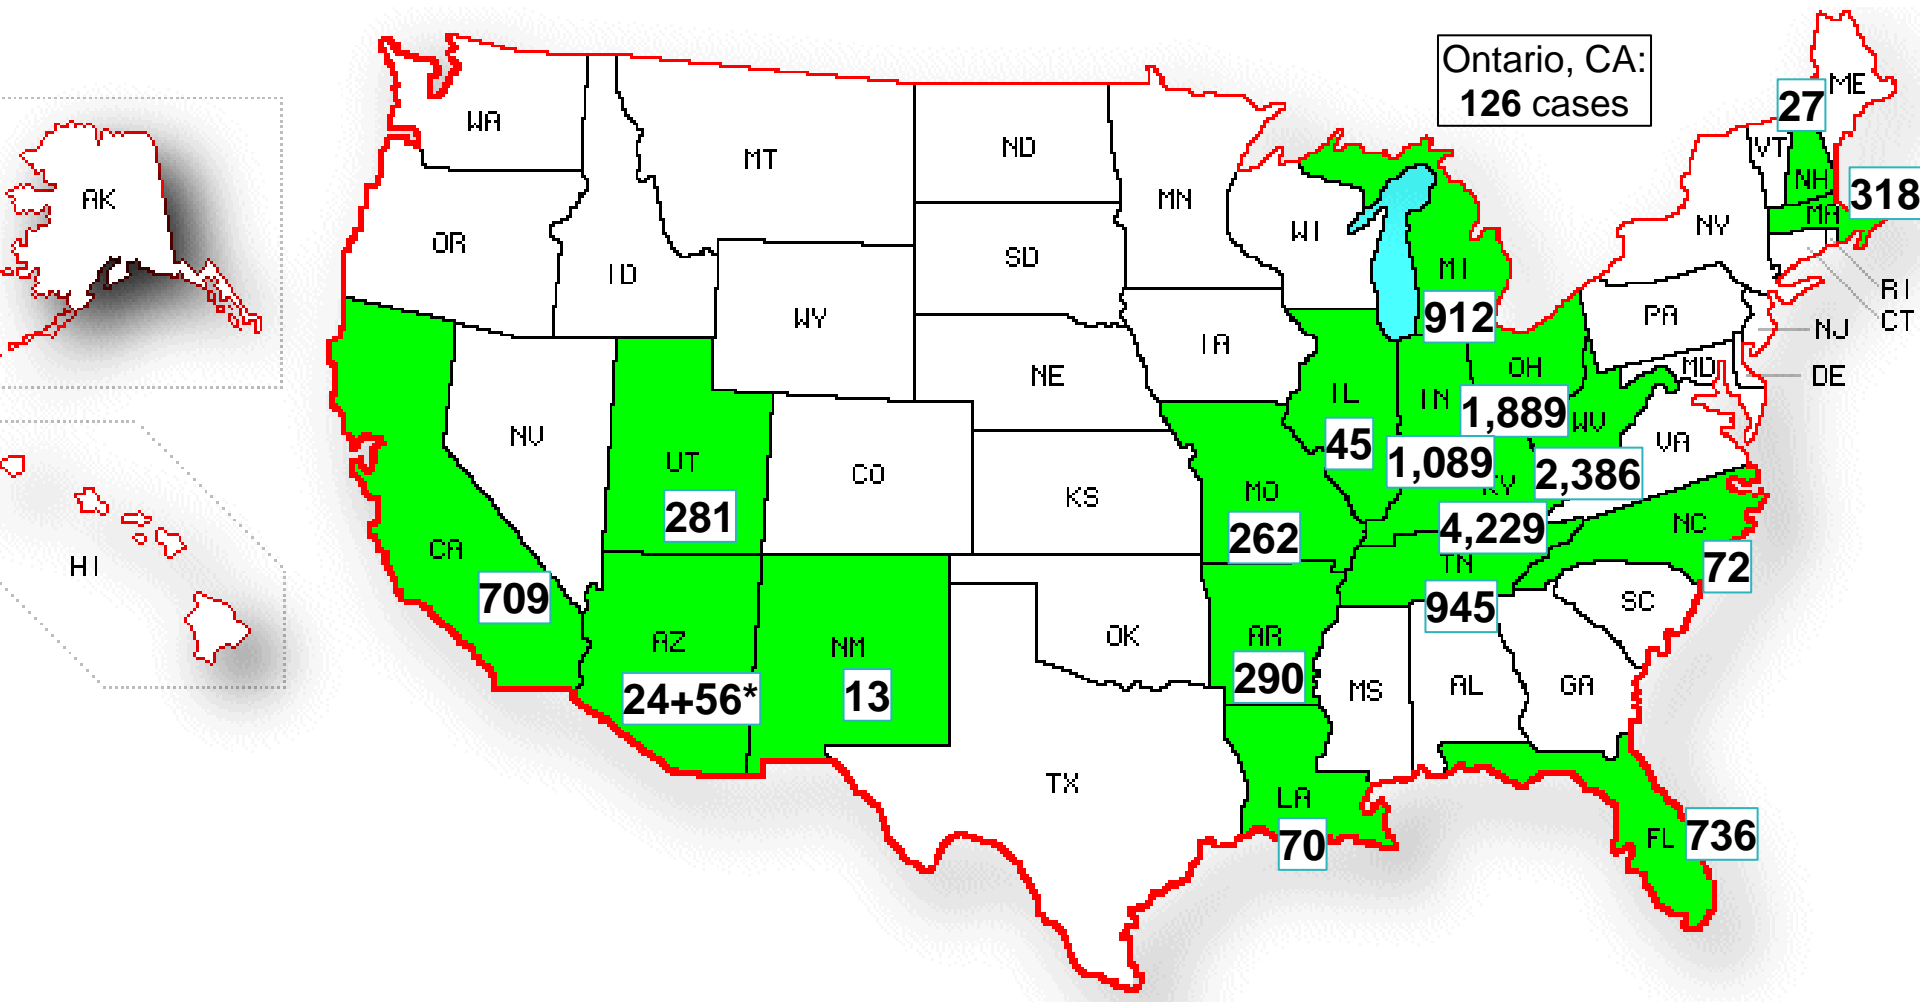 Ontario, CA:
126 cases
ME
27
WA
VT
MT
ND
NH
318
AK
MN
MA
OR
WI
NY
SD
MI
ID
RI
912
WY
PA
CT
NJ
IA
OH
MD
NE
DE
IL
IN
1,889
WV
NV
45
VA
UT
CO
1,089
2,386
MO
KS
KY
281
262
4,229
NC
CA
TN
72
HI
709
945
SC
AZ
NM
OK
AR
24+56*
13
290
MS
AL
GA
TX
LA
70
FL
736